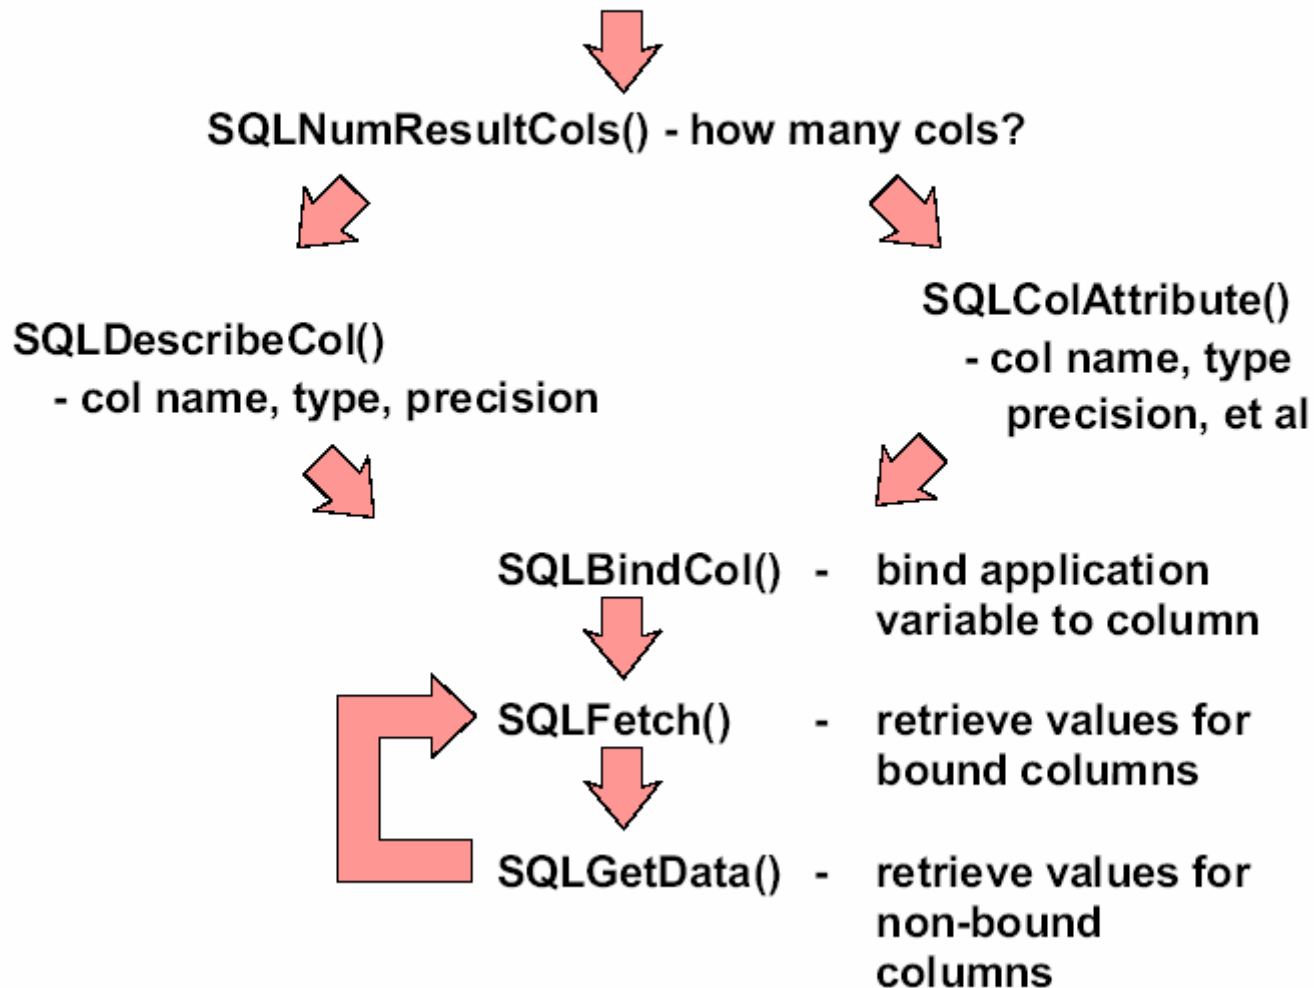 SQLNumResultCols() - how many cols?
SQLDescribeCol()
- col name, type, precision
SQLColAttribute()
- col name, type
precision, et al
SQLBindCol() - bind application
variable to column
SQLFetch() - retrieve values for
bound columns
SQLGetData() - retrieve values for
non-bound
columns